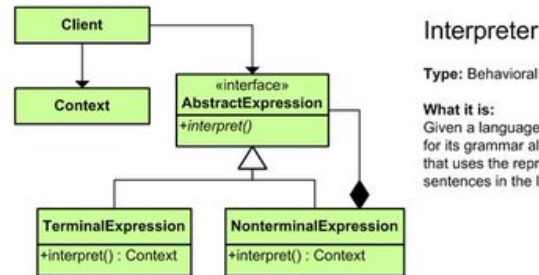 Client
Context
«interface»
AbstractExpression
+interpret()
TerminalExpression
+interpret() : Context
NonterminalExpression
+interpret() : Context
Interpreter
Type: Behavioral
What it is:
Given a language
for its grammar al
that uses the repr
sentences in the l